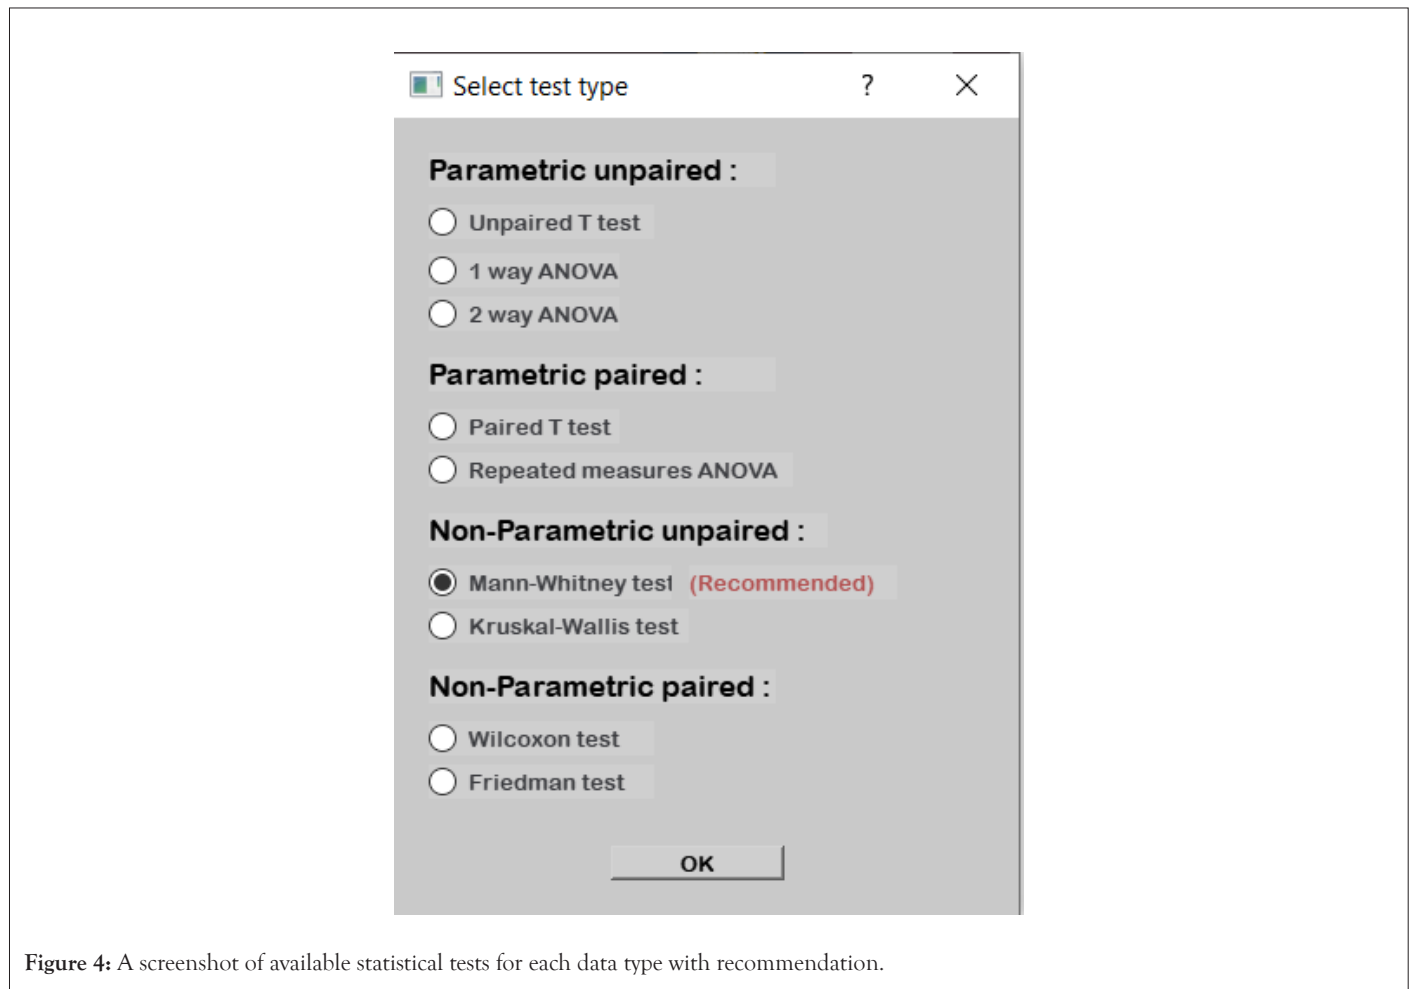 Select test type ?
Parametric unpaired :
Unpaired T test
1 way ANOVA
2 way ANOVA
Parametric paired :
Paired T test
Repeated measures ANOVA
Non-Parametric unpaired :
Mann-Whitney test (Recommended)
Kruskal-Wallis test
Non-Parametric paired :
Wilcoxon test
Friedman test
OK
Figure 4: A screenshot of available statistical tests for each data type with recommendation.